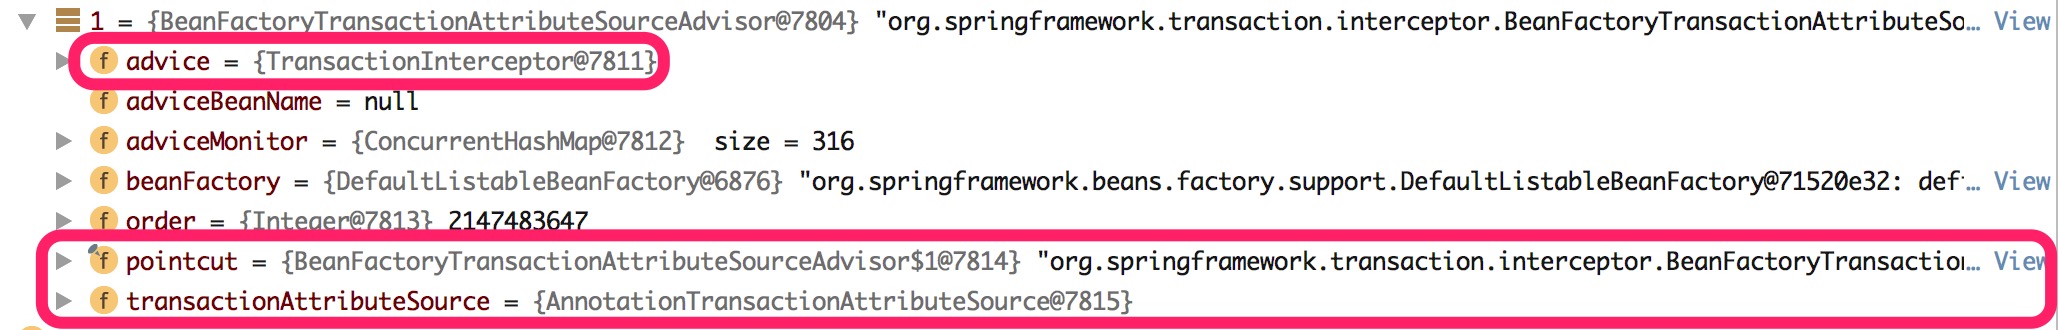 1 = {BeanFactoryTransactionAttributeSourceAdvisor@7804} "org.springframework.transaction.interceptor.BeanFactoryTransactionAttributeSo… View
f advice = {TransactionInterceptor@7811}
f adviceBeanName = null
f adviceMonitor = {ConcurrentHashMap@7812} size = 316
f beanFactory = {DefaultListableBeanFactory@6876} "org.springframework.beans.factory.support.DefaultListableBeanFactory@71520e32: def… View
f order = {Integer@7813} 2147483647
f pointcut = {BeanFactoryTransactionAttributeSourceAdvisor$1@7814} "org.springframework.transaction.interceptor.BeanFactoryTransaction… View
f transactionAttributeSource = {AnnotationTransactionAttributeSource@7815}